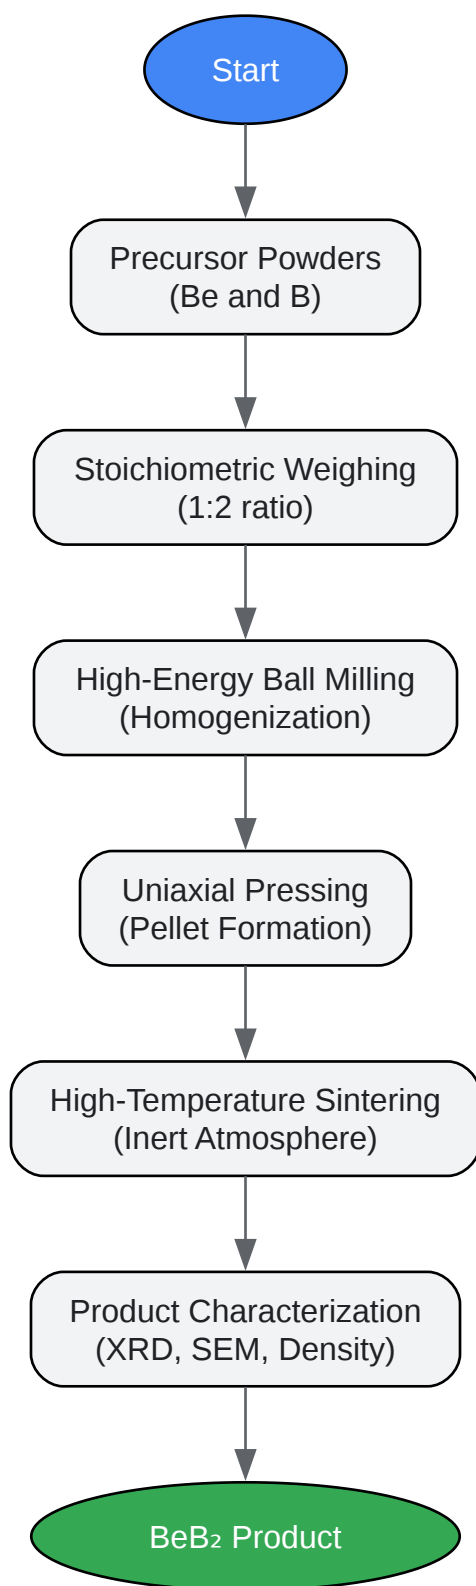 Start
Precursor Powders
(Be and B)
Stoichiometric Weighing
(1:2 ratio)
High-Energy Ball Milling
(Homogenization)
Uniaxial Pressing
(Pellet Formation)
High-Temperature Sintering
(Inert Atmosphere)
Product Characterization
(XRD, SEM, Density)
BeB₂ Product